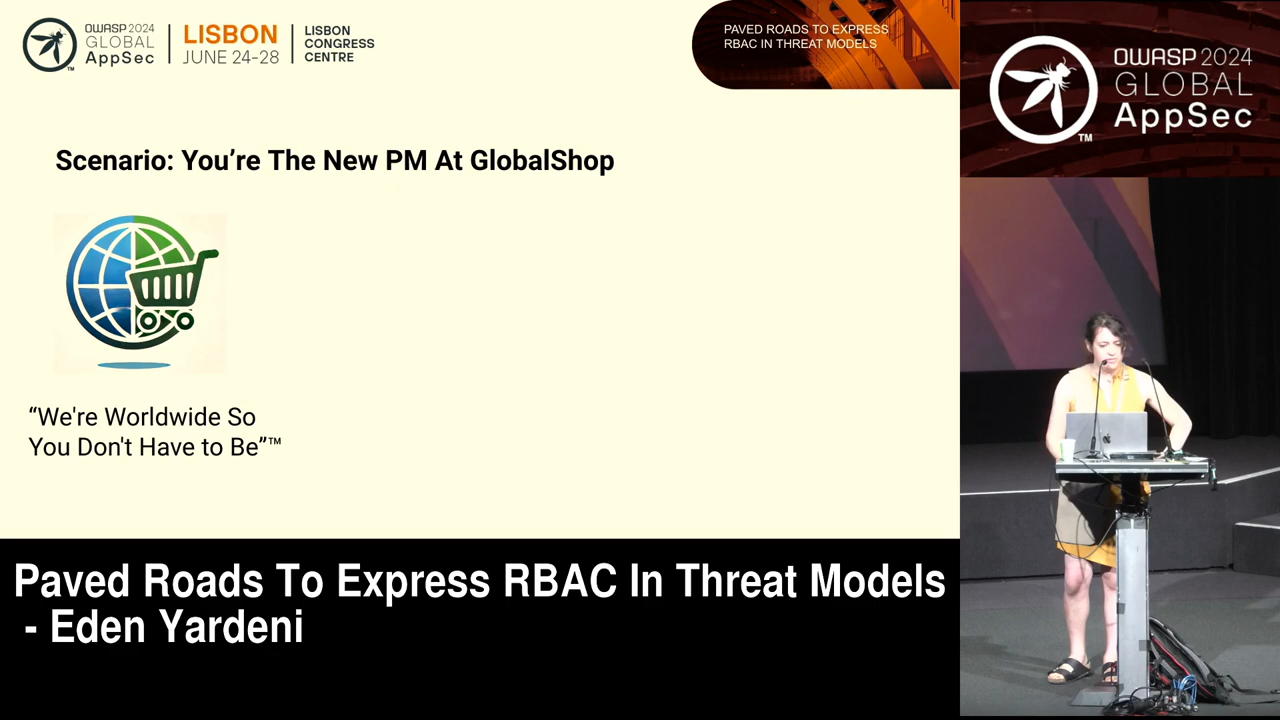 OWASP 2024
GLOBAL
AppSec
TM
LISBON
JUNE 24-28
LISBON
CONGRESS
CENTRE
PAVED ROADS TO EXPRESS
RBAC IN THREAT MODELS
OWASP 2024
GLOBAL
AppSec
TM
Scenario: You’re The New PM At GlobalShop
“We're Worldwide So
You Don't Have to Be”™
Paved Roads To Express RBAC In Threat Models
- Eden Yardeni